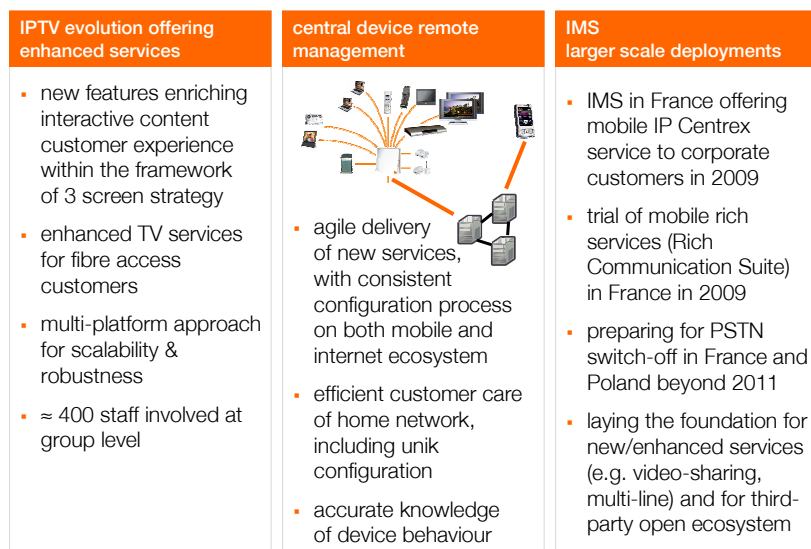 IPTV evolution offering
enhanced services
▪ new features enriching
interactive content
customer experience
within the framework
of 3 screen strategy
▪ enhanced TV services
for fibre access
customers
▪ multi-platform approach
for scalability &
robustness
▪ ≈ 400 staff involved at
group level
central device remote
management
▪ agile delivery
of new services,
with consistent
configuration process
on both mobile and
internet ecosystem
▪ efficient customer care
of home network,
including unik
configuration
▪ accurate knowledge
of device behaviour
IMS
larger scale deployments
▪ IMS in France offering
mobile IP Centrex
service to corporate
customers in 2009
▪ trial of mobile rich
services (Rich
Communication Suite)
in France in 2009
▪ preparing for PSTN
switch-off in France and
Poland beyond 2011
▪ laying the foundation for
new/enhanced services
(e.g. video-sharing,
multi-line) and for third-
party open ecosystem